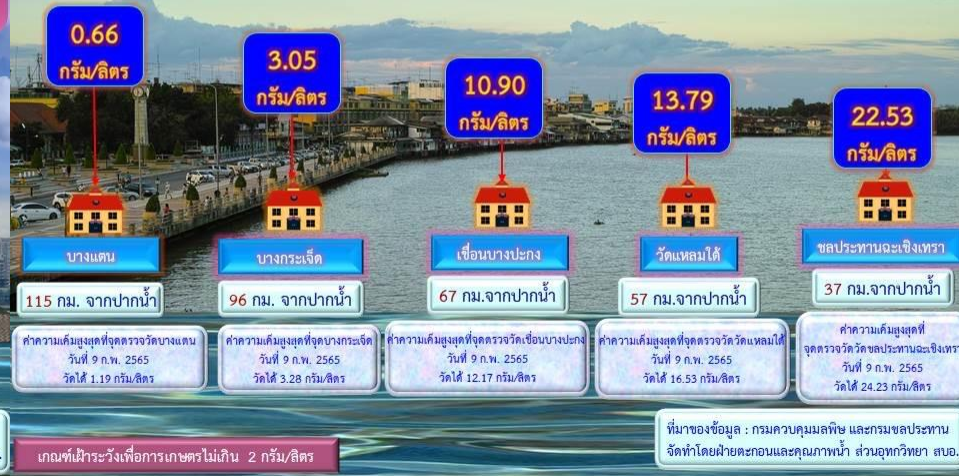 0.66
กรัม/ลิตร
3.05
กรัม/ลิตร
10.90
กรัม/ลิตร
13.79
กรัม/ลิตร
22.53
กรัม/ลิตร
บางแตน
บางกระเจ็ด
เขื่อนบางปะกง
วัดแหลมใต้
ชลประทานฉะเชิงเทรา
115 กม. จากปากน้ำ
96 กม. จากปากน้ำ
67 กม.จากปากน้ำ
57 กม.จากปากน้ำ
37 กม.จากปากน้ำ
ค่าความเค็มสูงสุดที่จุดตรวจวัดบางแตน
วันที่ 9 ก.พ. 2565
วัดได้ 1.19 กรัม/ลิตร
ค่าความเค็มสูงสุดที่จุดบางกระเจ็ด
วันที่ 9 ก.พ. 2565
วัดได้ 3.28 กรัม/ลิตร
ค่าความเค็มสูงสุดที่จุดตรวจวัดเขื่อนบางปะกง
วันที่ 9 ก.พ. 2565
วัดได้ 12.17 กรัม/ลิตร
ค่าความเค็มสูงสุดที่จุดตรวจวัดวัดแหลมใต้
วันที่ 9 ก.พ. 2565
วัดได้ 16.53 กรัม/ลิตร
ค่าความเค็มสูงสุดที่
จุดตรวจวัดวัดชลประทานฉะเชิงเทรา
วันที่ 9 ก.พ. 2565
วัดได้ 24.23 กรัม/ลิตร
เกณฑ์เฝ้าระวังเพื่อการเกษตรไม่เกิน 2 กรัม/ลิตร
ที่มาของข้อมูล : กรมควบคุมมลพิษ และกรมชลประทาน
จัดทำโดยฝ่ายตะกอนและคุณภาพน้ำ ส่วนอุทกวิทยา สบอ.